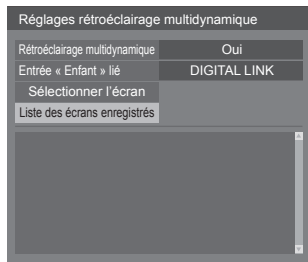 Réglages rétroéclairage multidynamique
Rétroéclairage multidynamique Oui
Entrée « Enfant » lié DIGITAL LINK
Sélectionner l'écran
Liste des écrans enregistrés